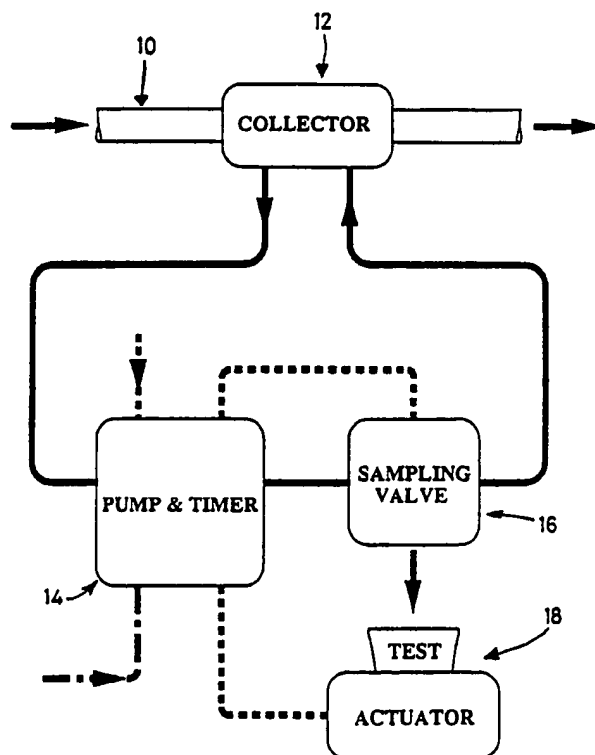 12
10
COLLECTOR
SAMPLING
VALVE
PUMP & TIMER
16
14
18
TEST
ACTUATOR